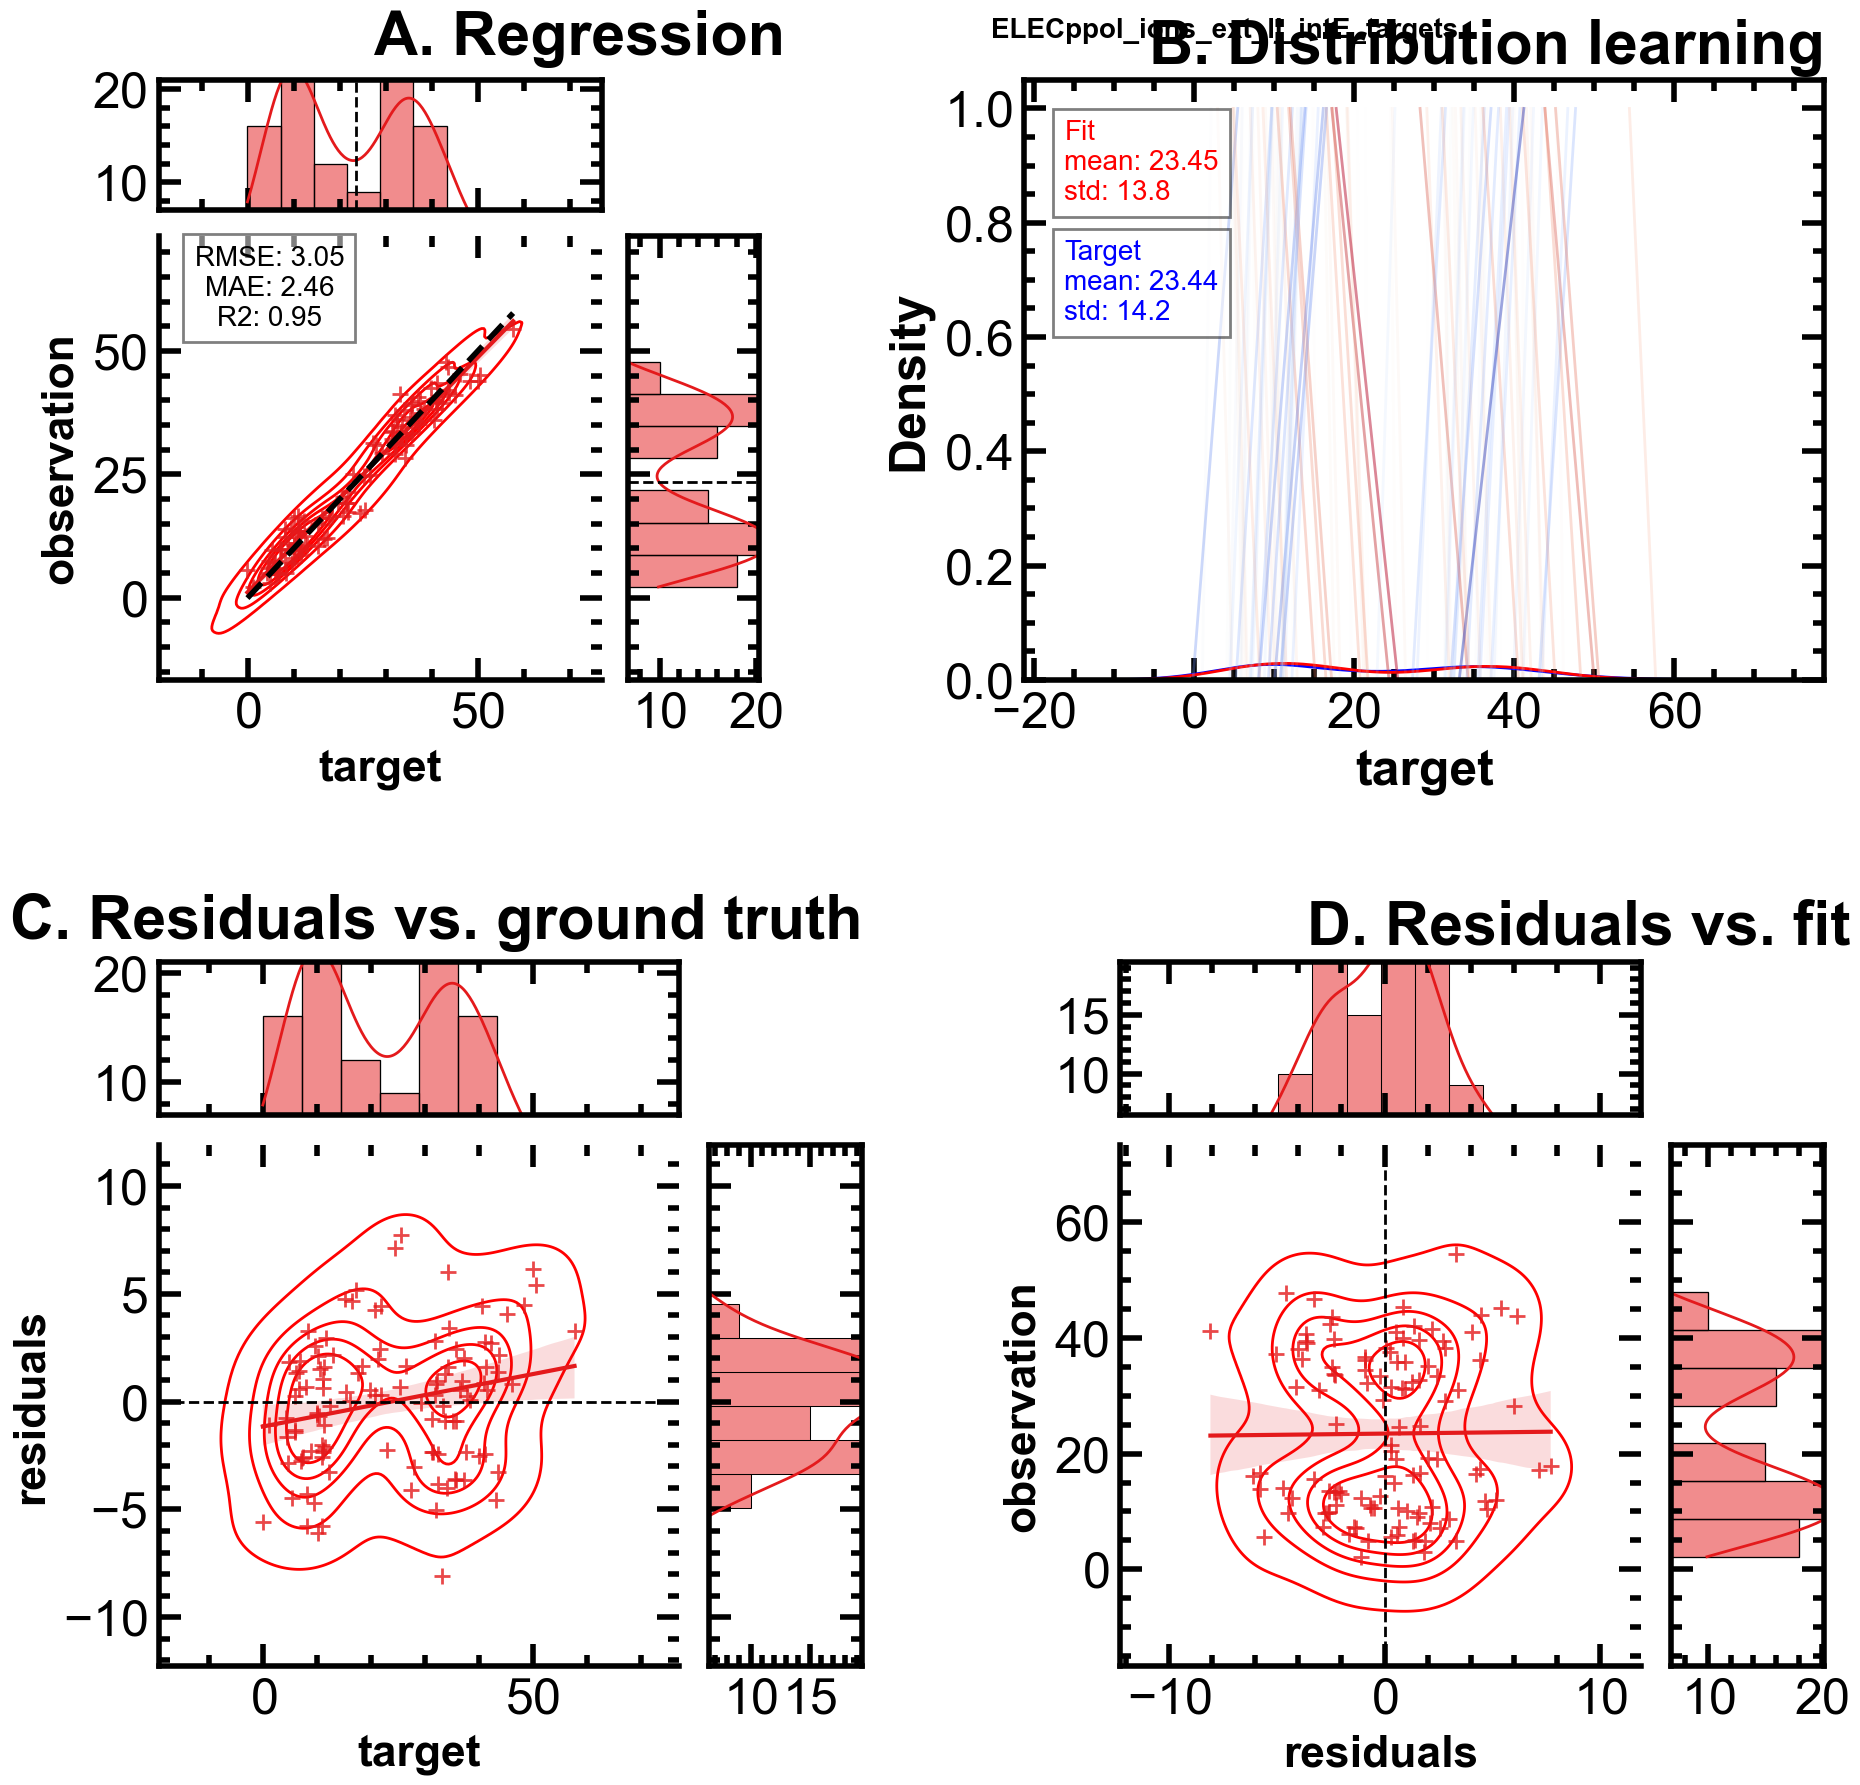 A. Regression
20
10
RMSE: 3.05
MAE: 2.46
R2: 0.95
50
25
0
observation
0
50
10
20
target
B. Distribution learning
1.0
0.8
0.6
0.4
0.2
0.0
Density
Fit
mean: 23.45
std: 13.8
Target
mean: 23.44
std: 14.2
−20
0
20
40
60
target
C. Residuals vs. ground truth
20
10
10
5
0
−5
−10
residuals
0
50
10
15
target
D. Residuals vs. fit
15
10
60
40
20
0
observation
−10
0
10
10
20
residuals